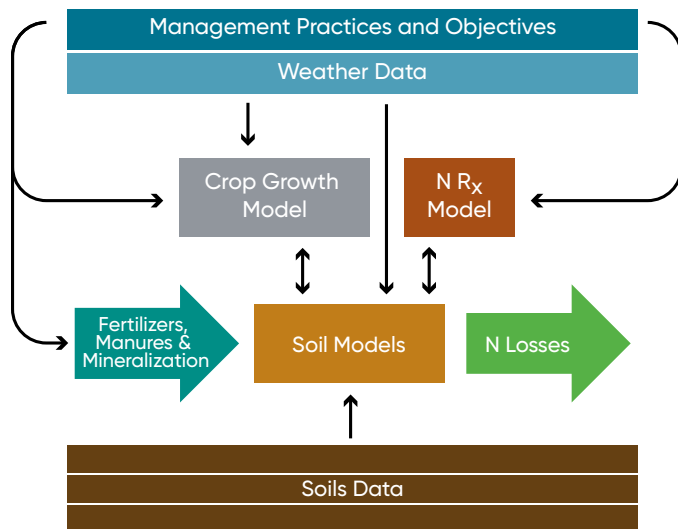 Management Practices and Objectives
Weather Data
Crop Growth
Model
N Rₓ
Model
Fertilizers,
Manures &
Mineralization
Soil Models
N Losses
Soils Data